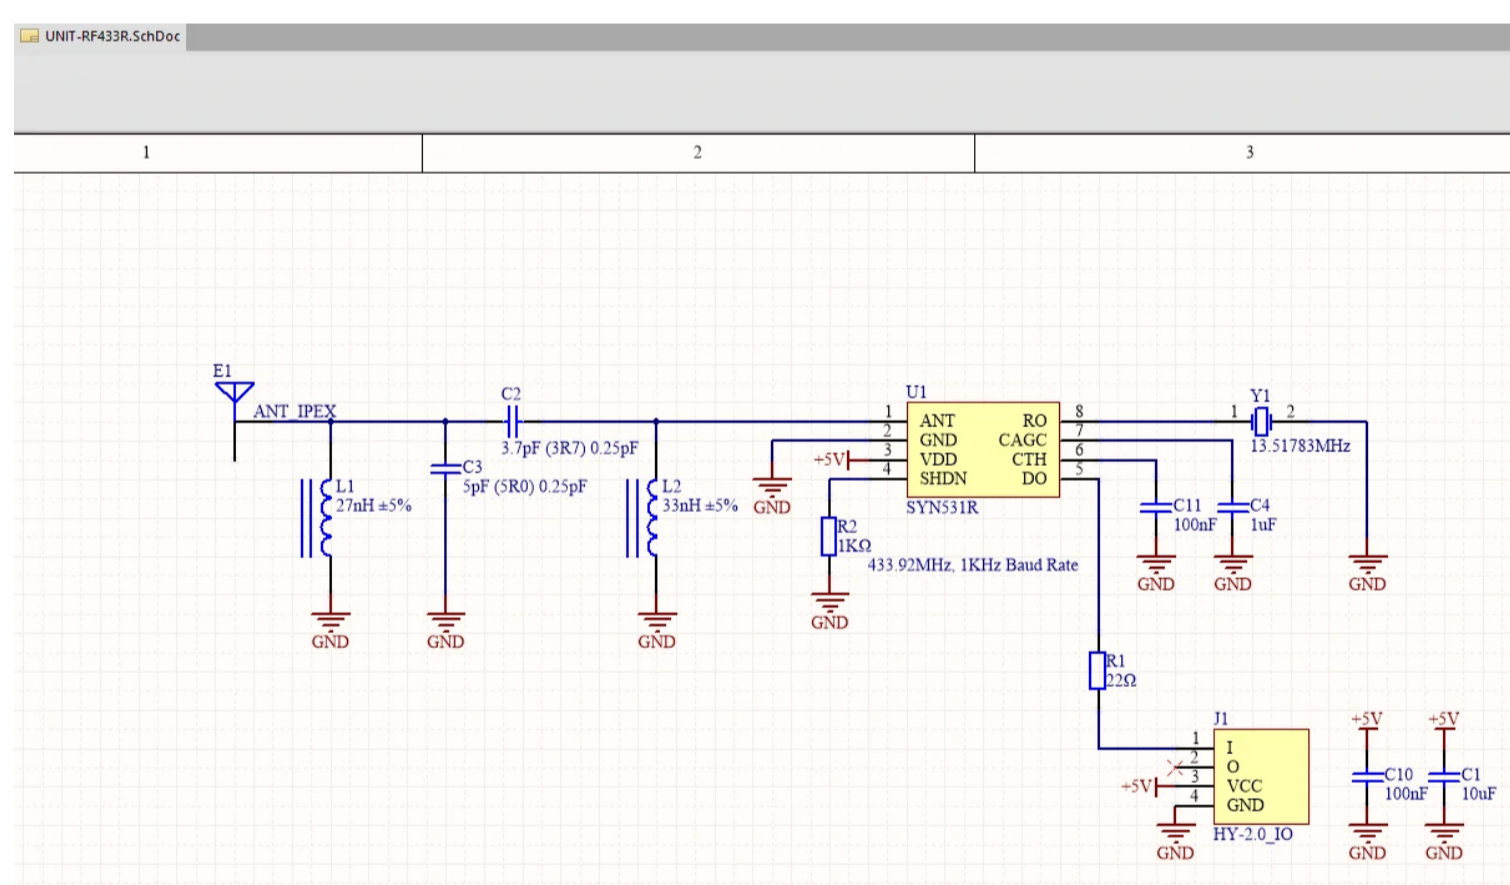 UNIT-RF433R.SchDoc
1
2
3
E1
ANT_IPEX
C2
3.7pF (3R7) 0.25pF
C3
5pF (5R0) 0.25pF
L1
27nH ±5%
L2
33nH ±5%
GND
GND
GND
GND
+5V
R2
1KΩ
GND
U1
1 ANT RO 8
2 GND CAGC 7
3 VDD CTH 6
4 SHDN DO 5
SYN531R
433.92MHz, 1KHz Baud Rate
Y1
1 2
13.51783MHz
C11
100nF
C4
1uF
GND
GND
GND
R1
22Ω
J1
1 I
2 O
+5V 3 VCC
4 GND
HY-2.0_IO
GND
+5V
C10
100nF
GND
+5V
C1
10uF
GND